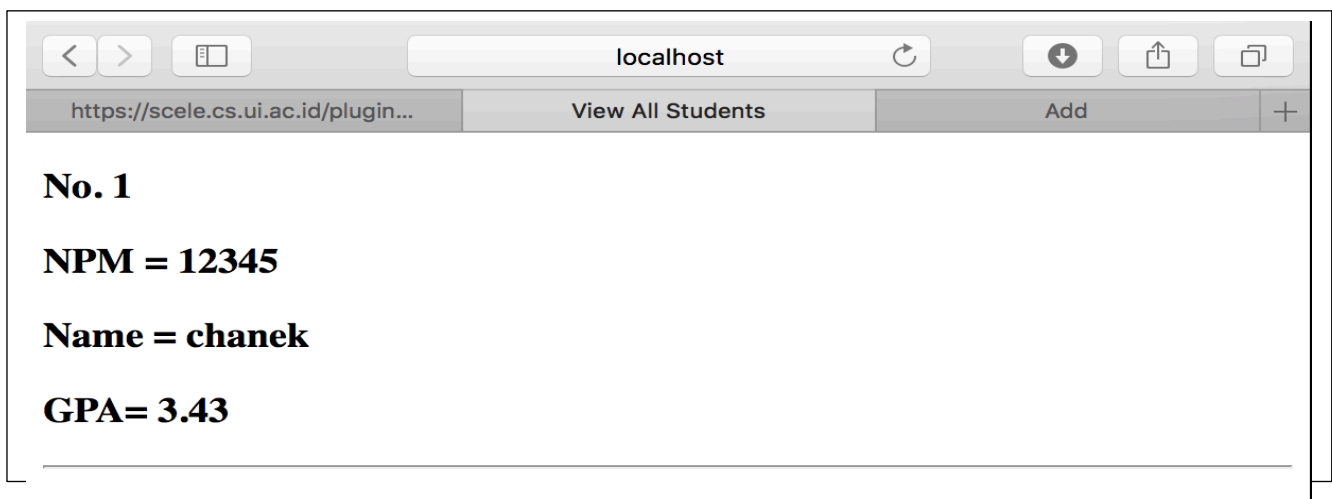 localhost
https://scele.cs.ui.ac.id/plugin...
View All Students
Add
No. 1
NPM = 12345
Name = chanek
GPA= 3.43